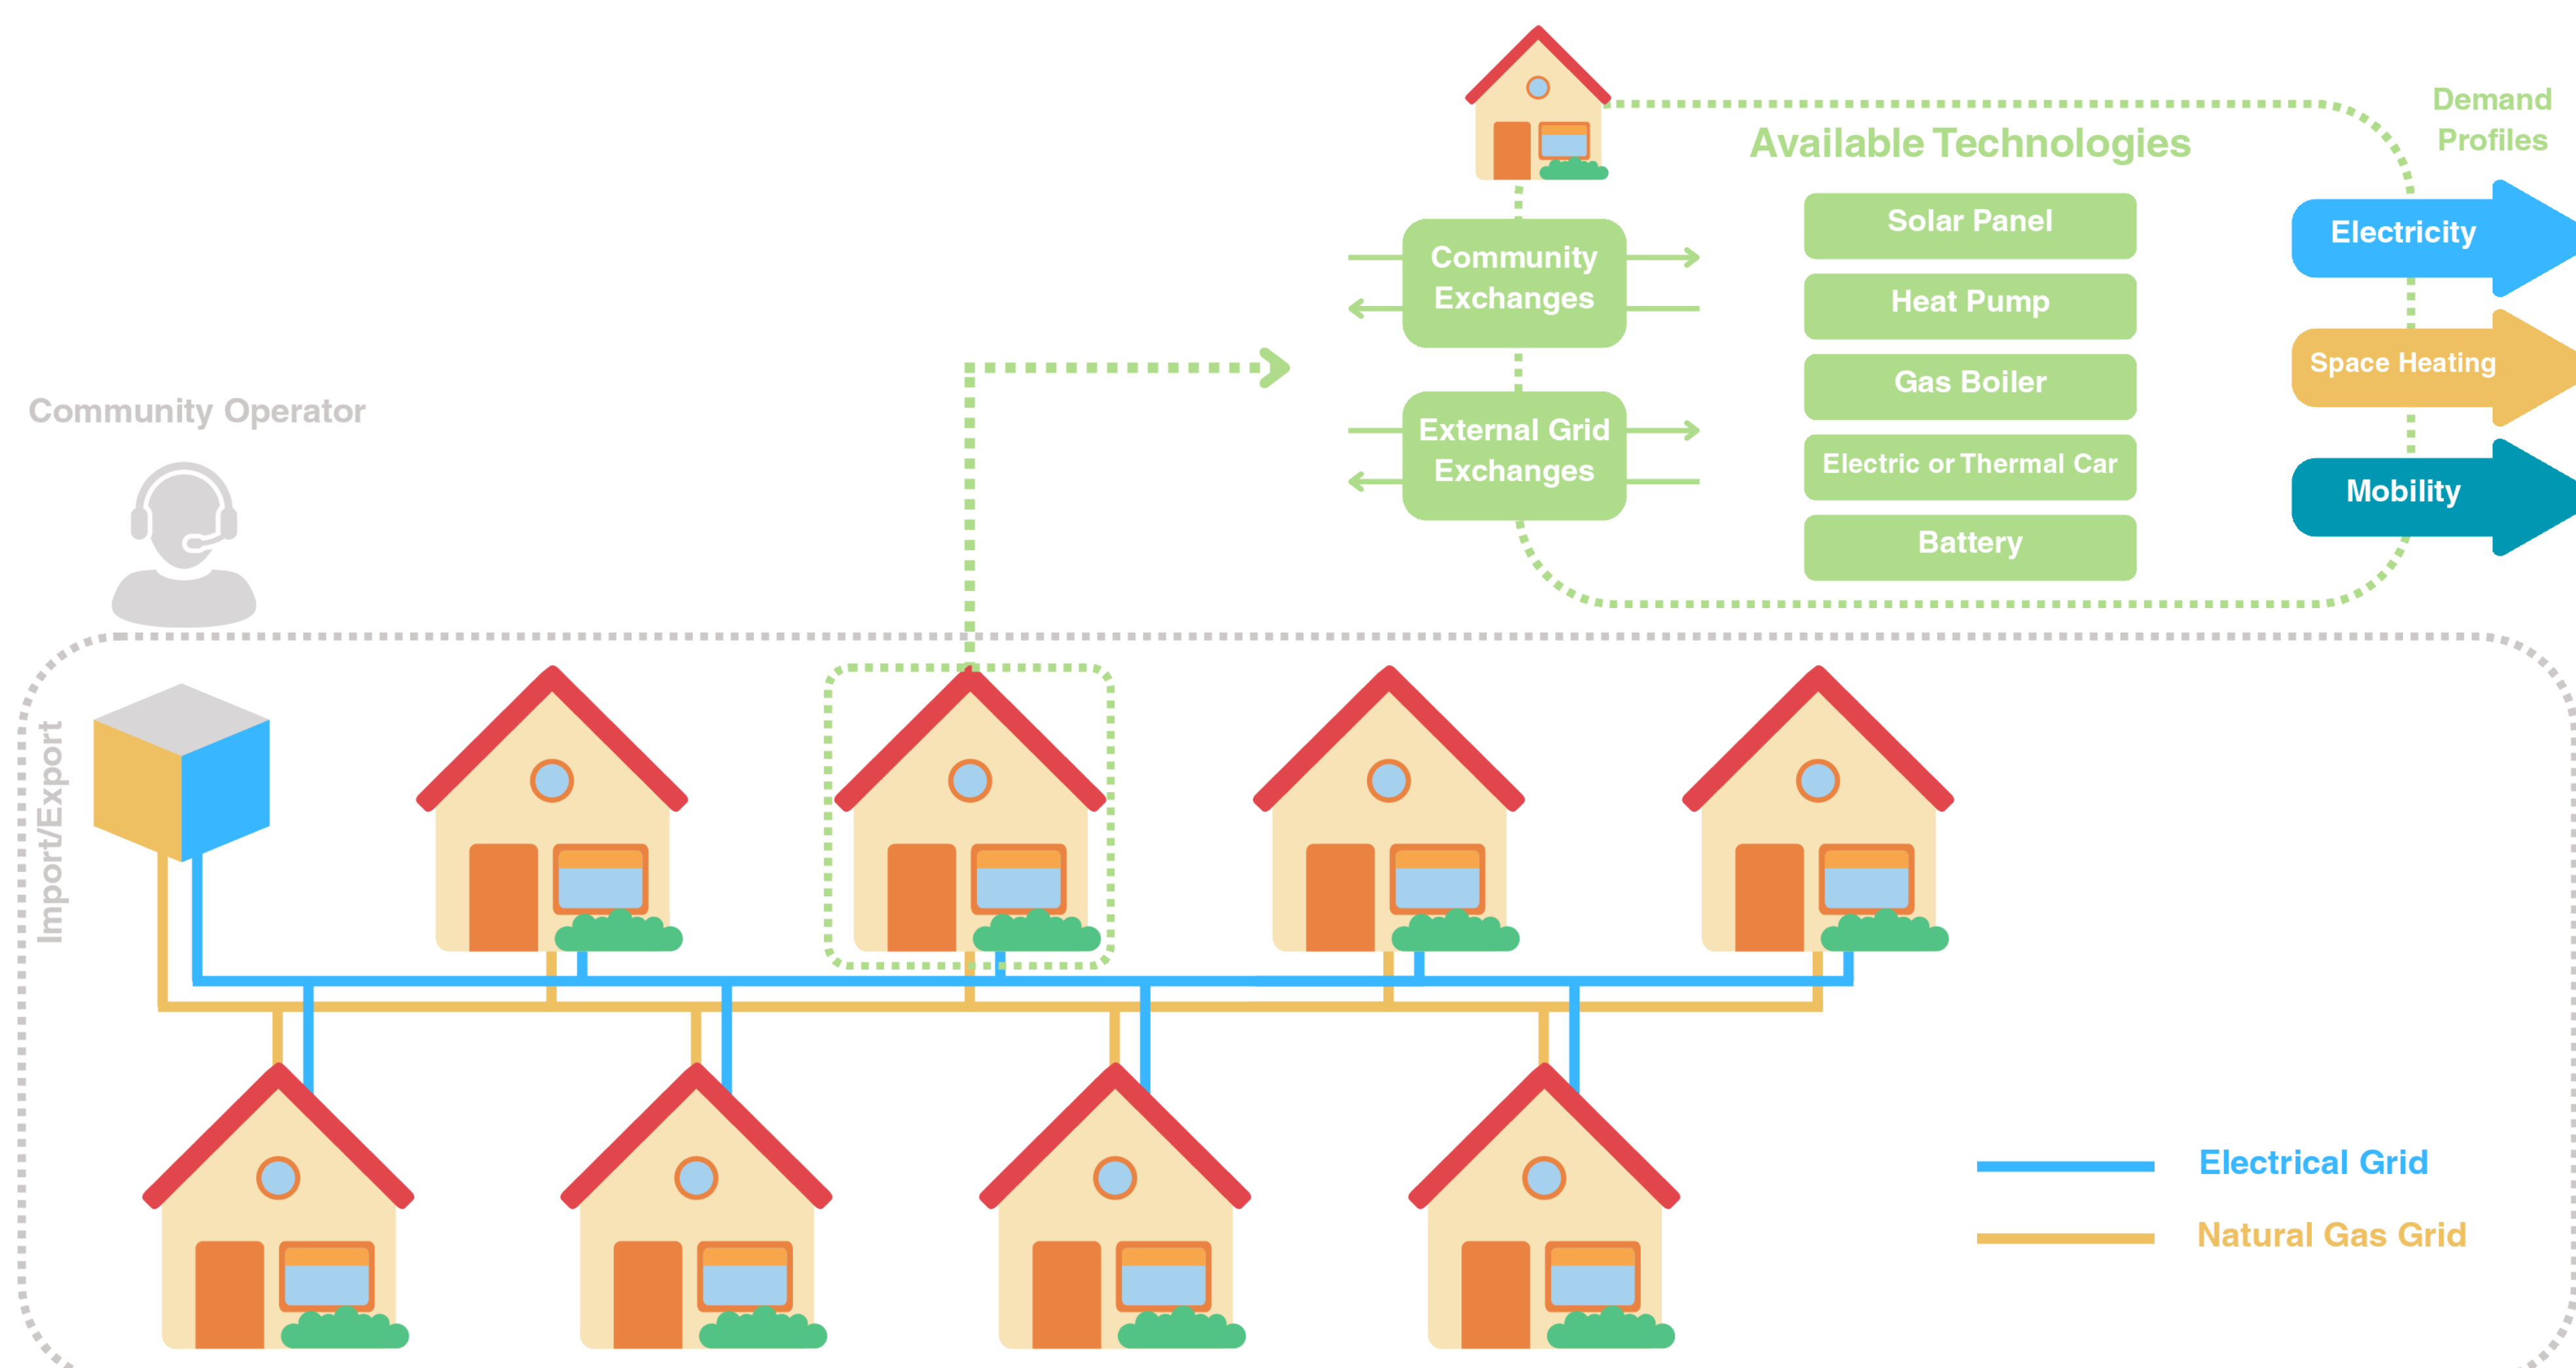 Demand
Profiles
Available Technologies
Solar Panel
Electricity
Community
Exchanges
Heat Pump
Space Heating
Gas Boiler
External Grid
Exchanges
Electric or Thermal Car
Mobility
Battery
Community Operator
Import/Export
Electrical Grid
Natural Gas Grid